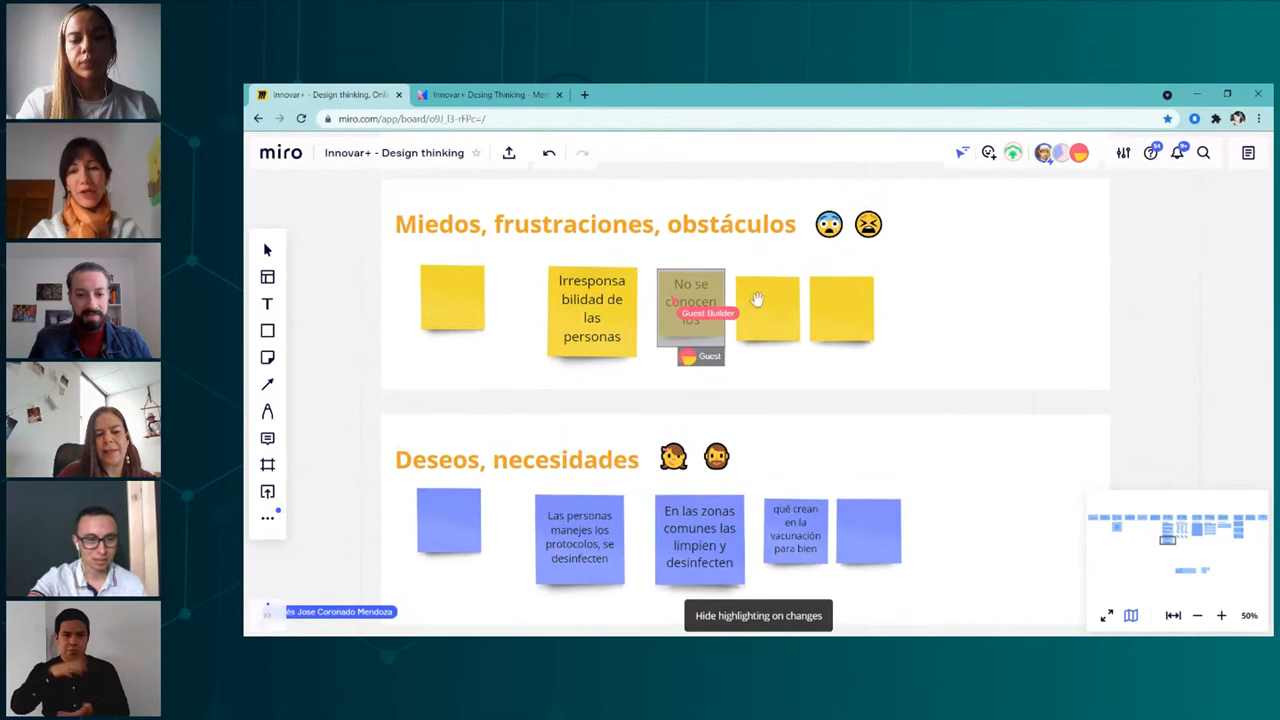 Innovar+ - Design thinking, Onli
Innovar+ Desing Thinking - Mem
miro.com/app/board/o9J_l3-rFPc=/
miro
Innovar+ - Design thinking
Miedos, frustraciones, obstáculos
Irresponsa
bilidad de
las
personas
No se
conocen
los
Guest Builder
Guest
Deseos, necesidades
Las personas
manejes los
protocolos, se
desinfecten
En las zonas
comunes las
limpien y
desinfecten
qué crean
en la
vacunación
para bien
és Jose Coronado Mendoza
Hide highlighting on changes
50%